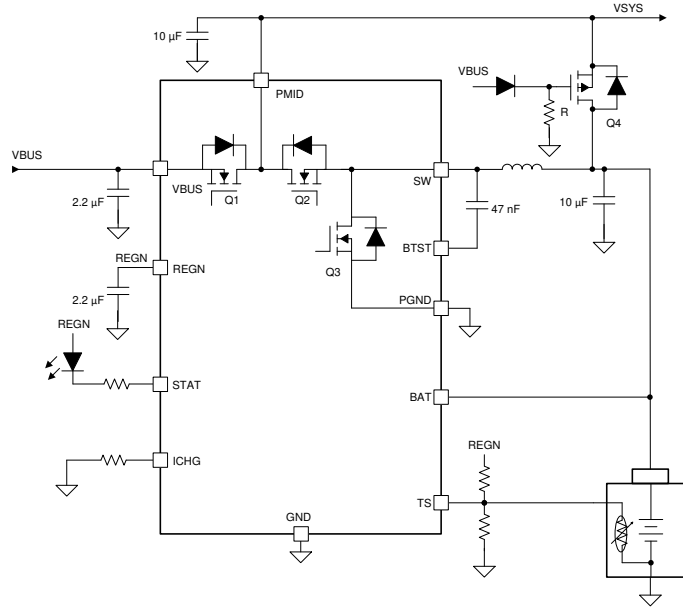 VSYS
10 µF
PMID
VBUS
R
Q4
VBUS
VBUS
Q1
Q2
SW
2.2 µF
47 nF
10 µF
Q3
BTST
REGN
REGN
2.2 µF
PGND
REGN
STAT
BAT
REGN
ICHG
TS
GND